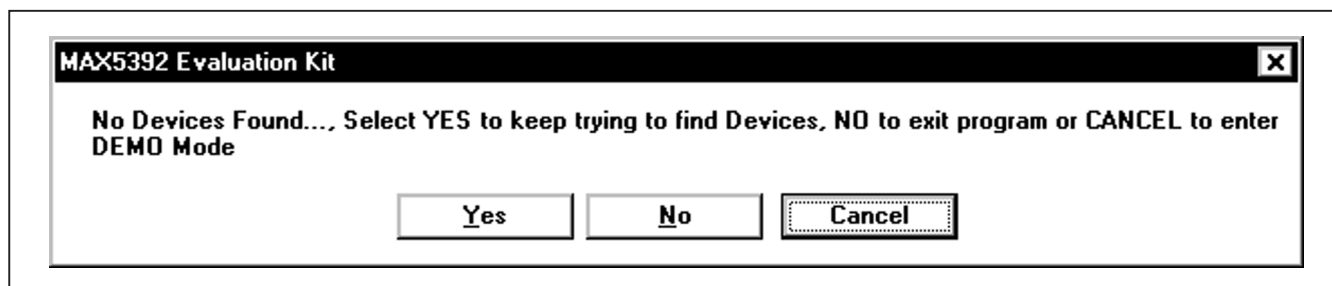 MAX5392 Evaluation Kit
No Devices Found..., Select YES to keep trying to find Devices, NO to exit program or CANCEL to enter
DEMO Mode
Yes
No
Cancel